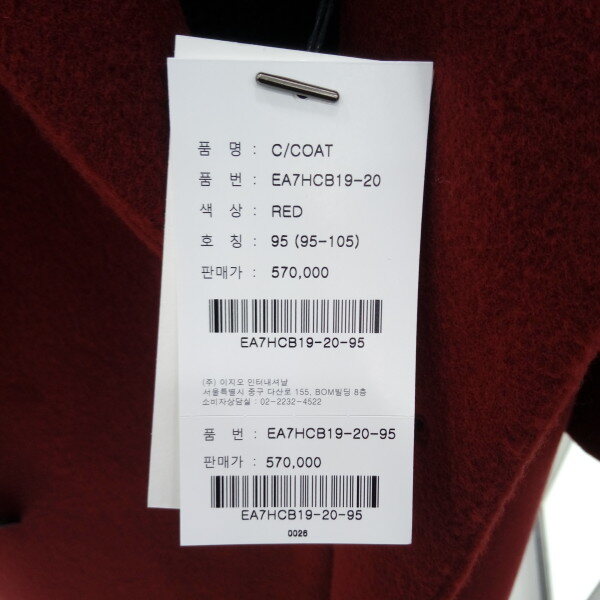 품 명 : C/COAT
품 번 : EA7HCB19-20
색 상 : RED
호 칭 : 95 (95-105)
판매가 : 570,000
EA7HCB19-20-95
(주) 이지오 인터내셔날
서울특별시 중구 다산로 155, BOM빌딩 8층
소비자상담실 : 02-2232-4522
품 번 : EA7HCB19-20-95
판매가 : 570,000
EA7HCB19-20-95
0026